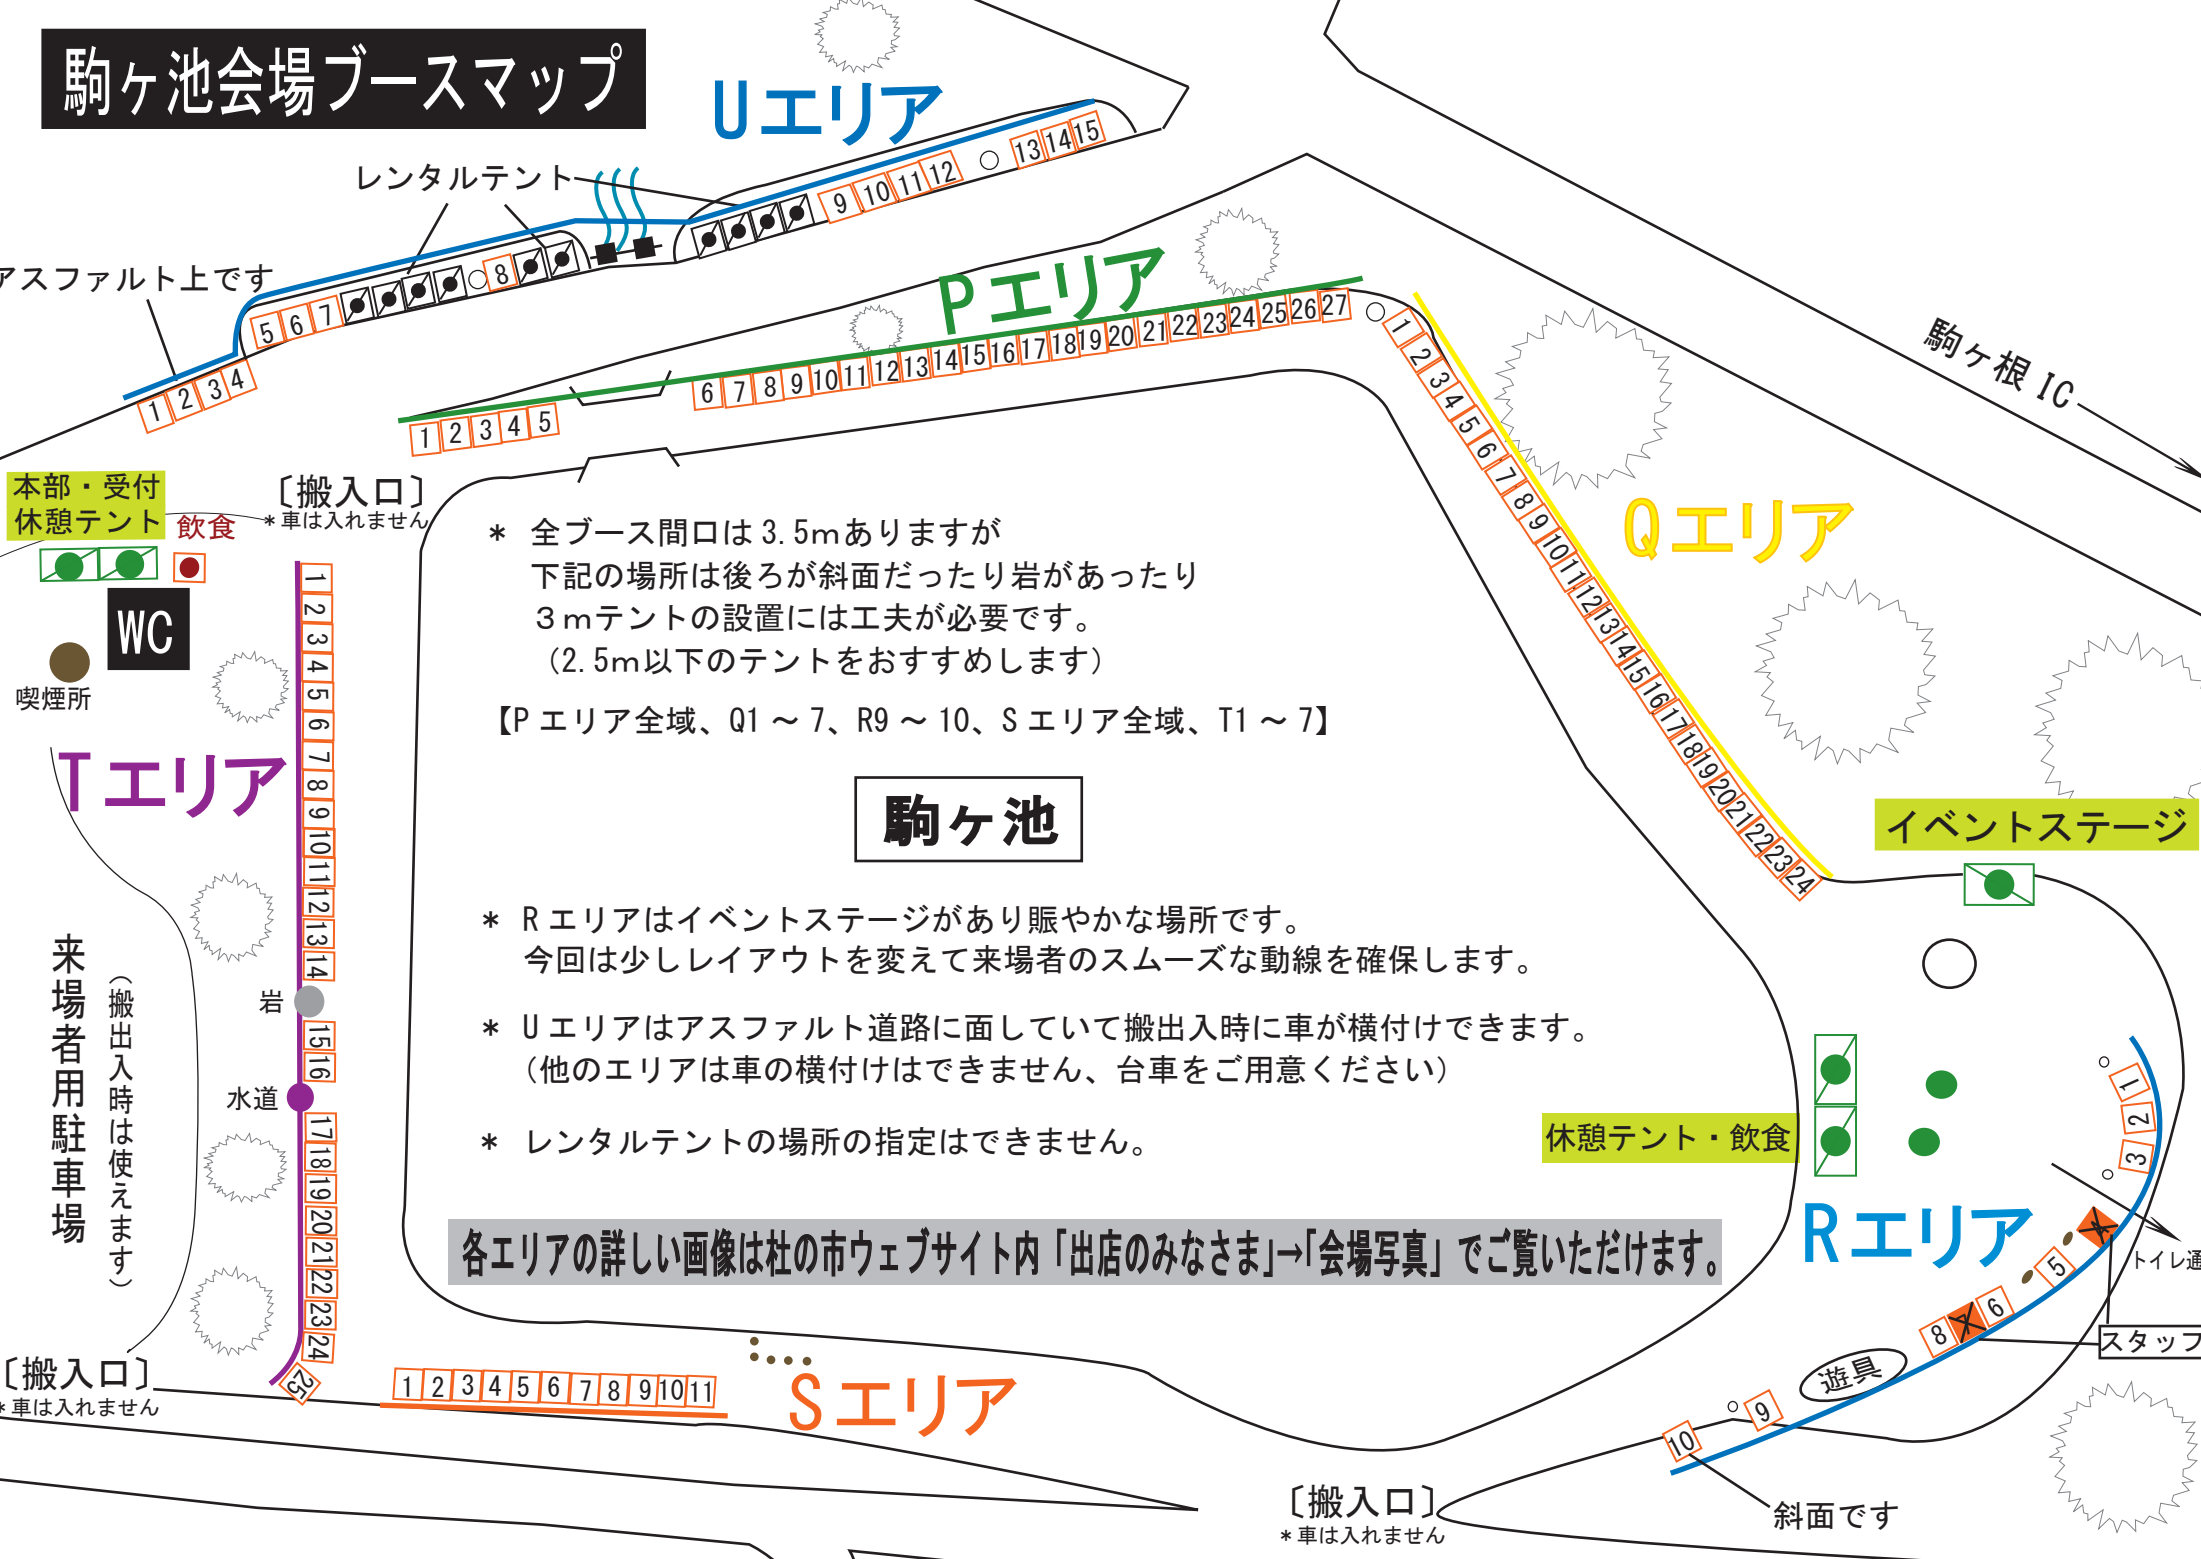 駒ヶ池会場ブースマップ
Uエリア
レンタルテント
アスファルト上です
1 2 3 4
5 6 7
8
9 10 11 12
13 14 15
Pエリア
1 2 3 4 5
6 7 8 9 10 11 12 13 14 15 16 17 18 19 20 21 22 23 24 25 26 27
駒ヶ根 IC
Qエリア
1 2 3 4 5 6 7 8 9 10 11 12 13 14 15 16 17 18 19 20 21 22 23 24
本部・受付
休憩テント
飲食
〔搬入口〕
*車は入れません
WC
喫煙所
Tエリア
1 2 3 4 5 6 7 8 9 10 11 12 13 14
岩
15 16
水道
17 18 19 20 21 22 23 24
25
来場者用駐車場
(搬出入時は使えます)
〔搬入口〕
*車は入れません
* 全ブース間口は 3.5mありますが
下記の場所は後ろが斜面だったり岩があったり
3mテントの設置には工夫が必要です。
(2.5m以下のテントをおすすめします)
【P エリア全域、Q1 ~ 7、R9 ~ 10、S エリア全域、T1 ~ 7】
駒ヶ池
* R エリアはイベントステージがあり賑やかな場所です。
今回は少しレイアウトを変えて来場者のスムーズな動線を確保します。
* U エリアはアスファルト道路に面していて搬出入時に車が横付けできます。
(他のエリアは車の横付けはできません、台車をご用意ください)
* レンタルテントの場所の指定はできません。
各エリアの詳しい画像は杜の市ウェブサイト内「出店のみなさま」→「会場写真」でご覧いただけます。
イベントステージ
休憩テント・飲食
Rエリア
1 2 3
5
6
7
8
トイレ通
スタッフ
遊具
9
10
斜面です
Sエリア
1 2 3 4 5 6 7 8 9 10 11
〔搬入口〕
*車は入れません